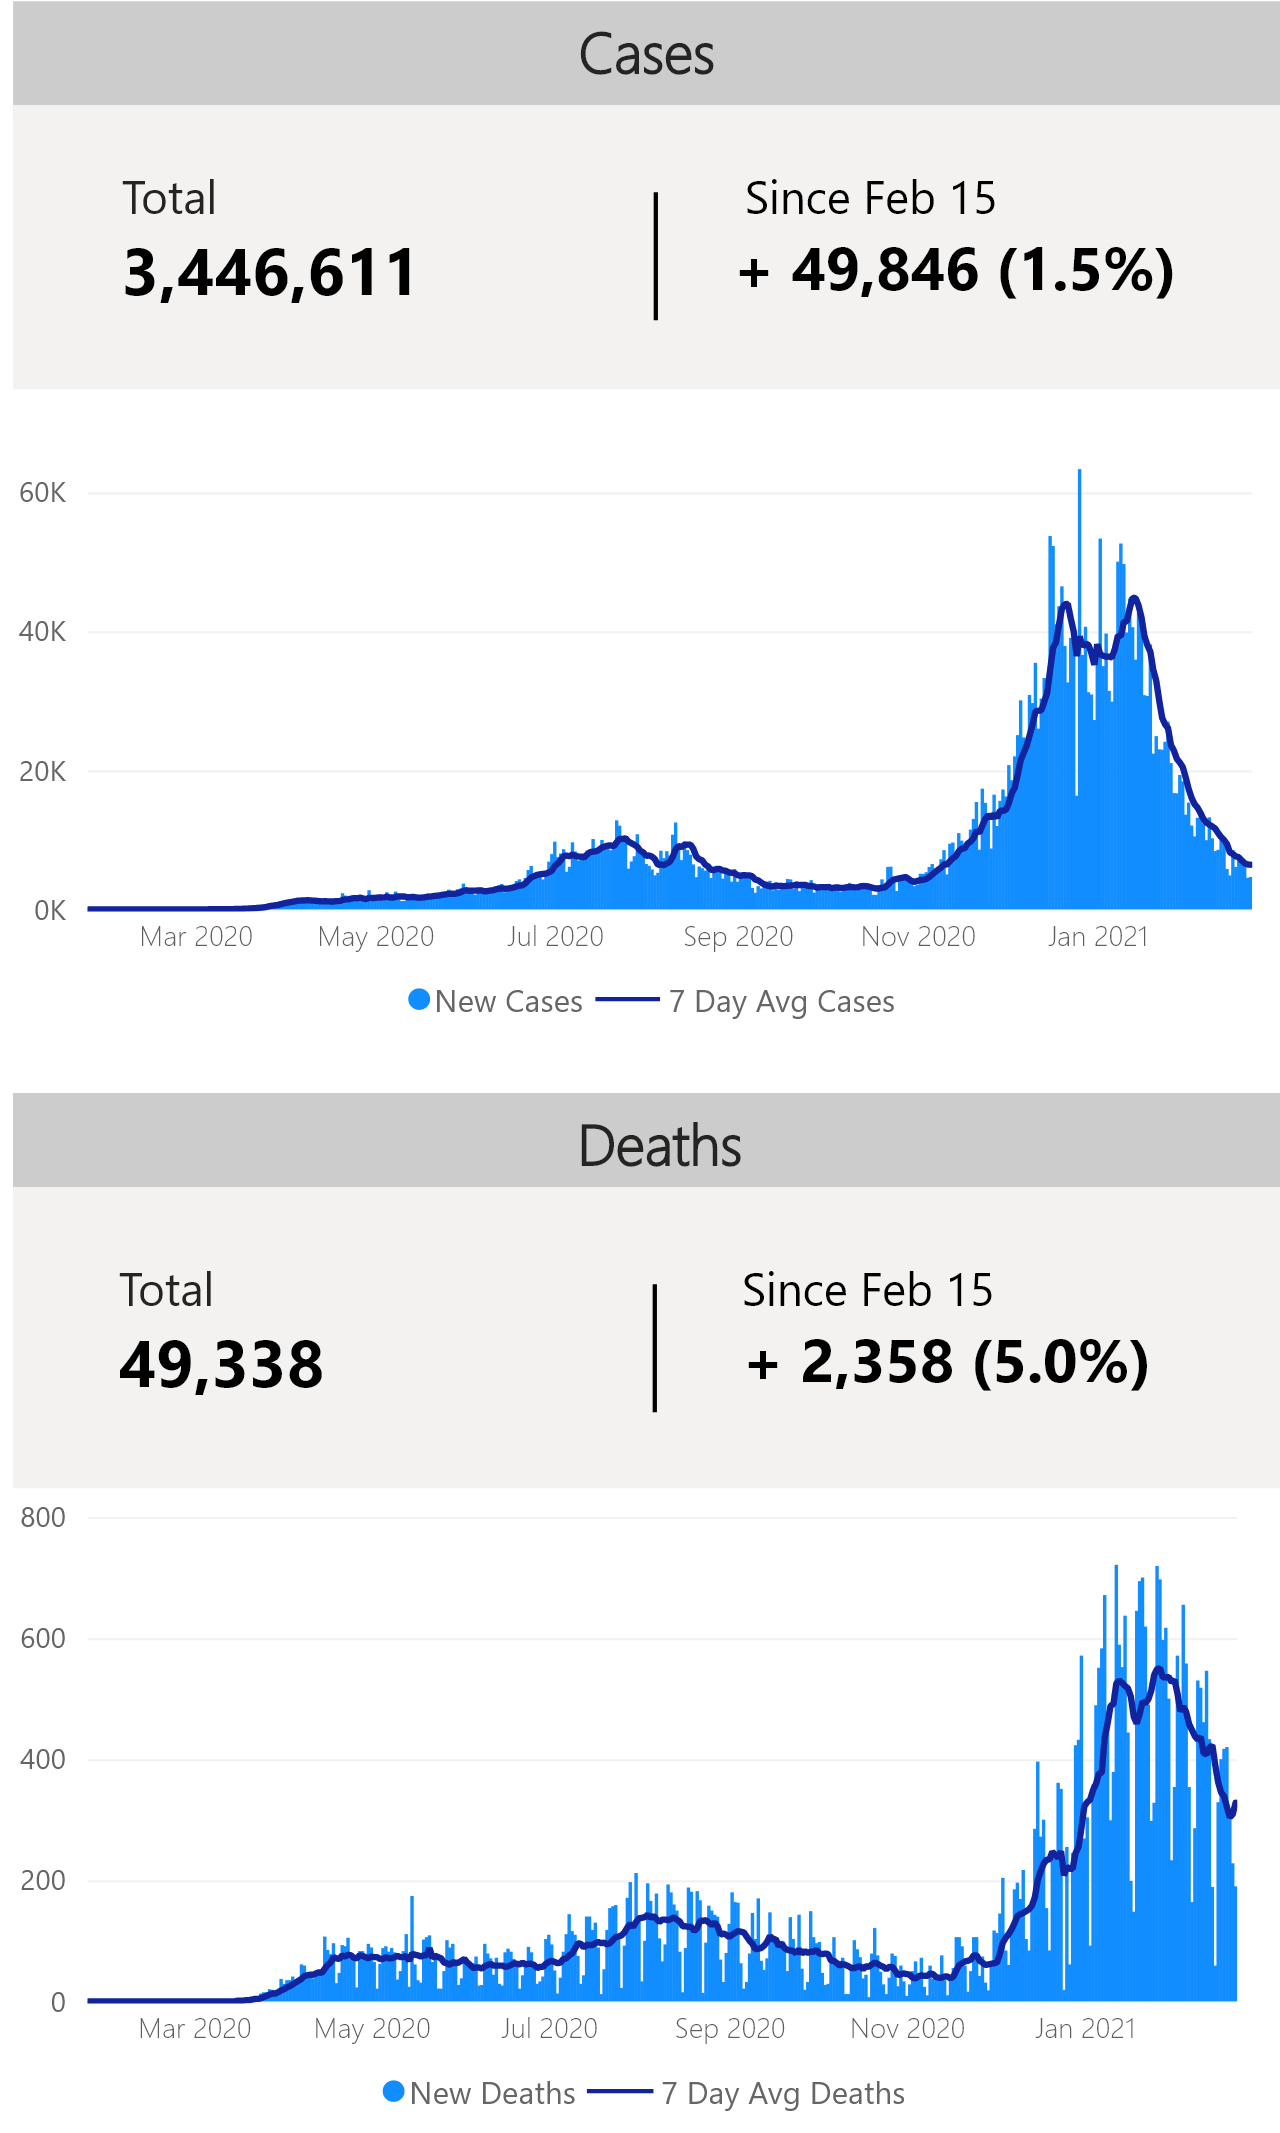 Cases
Total
Since Feb 15
3,446,611
+ 49,846 (1.5%)
60K
40K
20K
0K
Mar 2020 May 2020 Jul 2020 Sep 2020 Nov 2020 Jan 2021
New Cases 7 Day Avg Cases
Deaths
Total
Since Feb 15
49,338
+ 2,358 (5.0%)
800
600
400
200
0
Mar 2020 May 2020 Jul 2020 Sep 2020 Nov 2020 Jan 2021
New Deaths 7 Day Avg Deaths